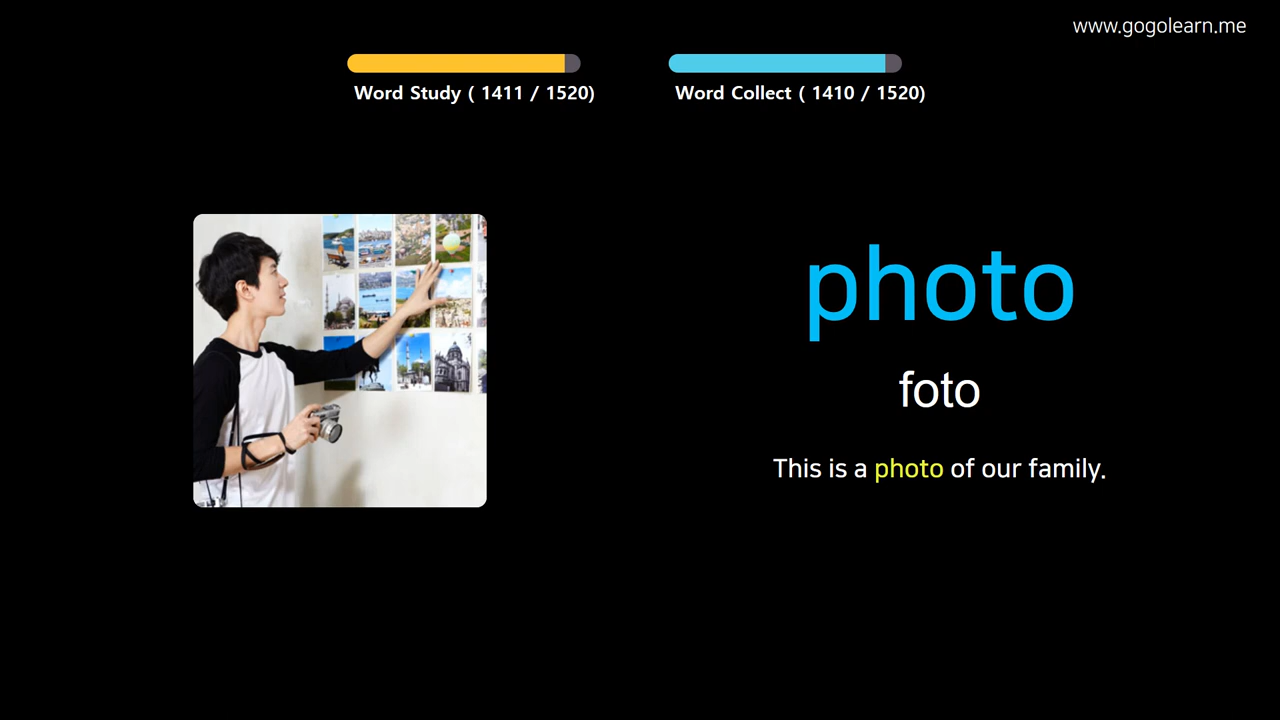 www.gogolearn.me
Word Study ( 1411 / 1520)
Word Collect ( 1410 / 1520)
photo
foto
This is a photo of our family.